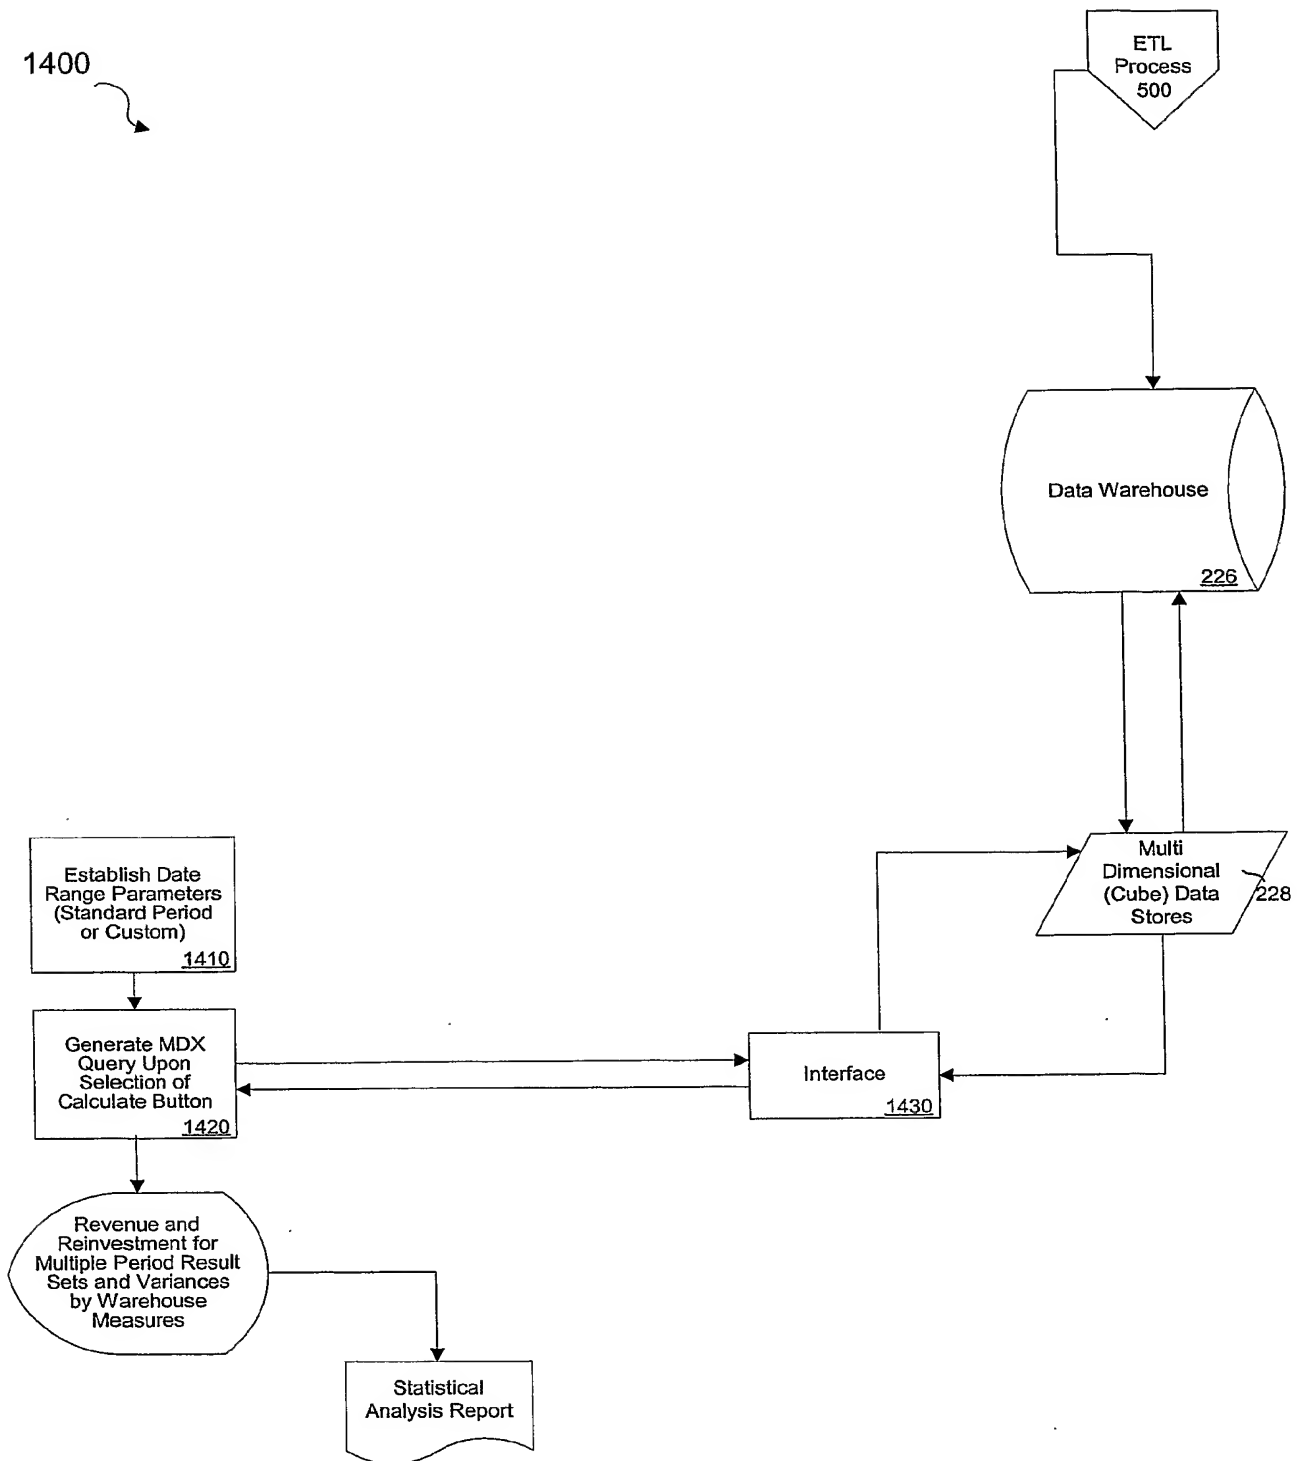 1400
ETL
Process
500
Data Warehouse
226
Multi
Dimensional
(Cube) Data
Stores
228
Establish Date
Range Parameters
(Standard Period
or Custom)
1410
Generate MDX
Query Upon
Selection of
Calculate Button
1420
Interface
1430
Revenue and
Reinvestment for
Multiple Period Result
Sets and Variances
by Warehouse
Measures
Statistical
Analysis Report